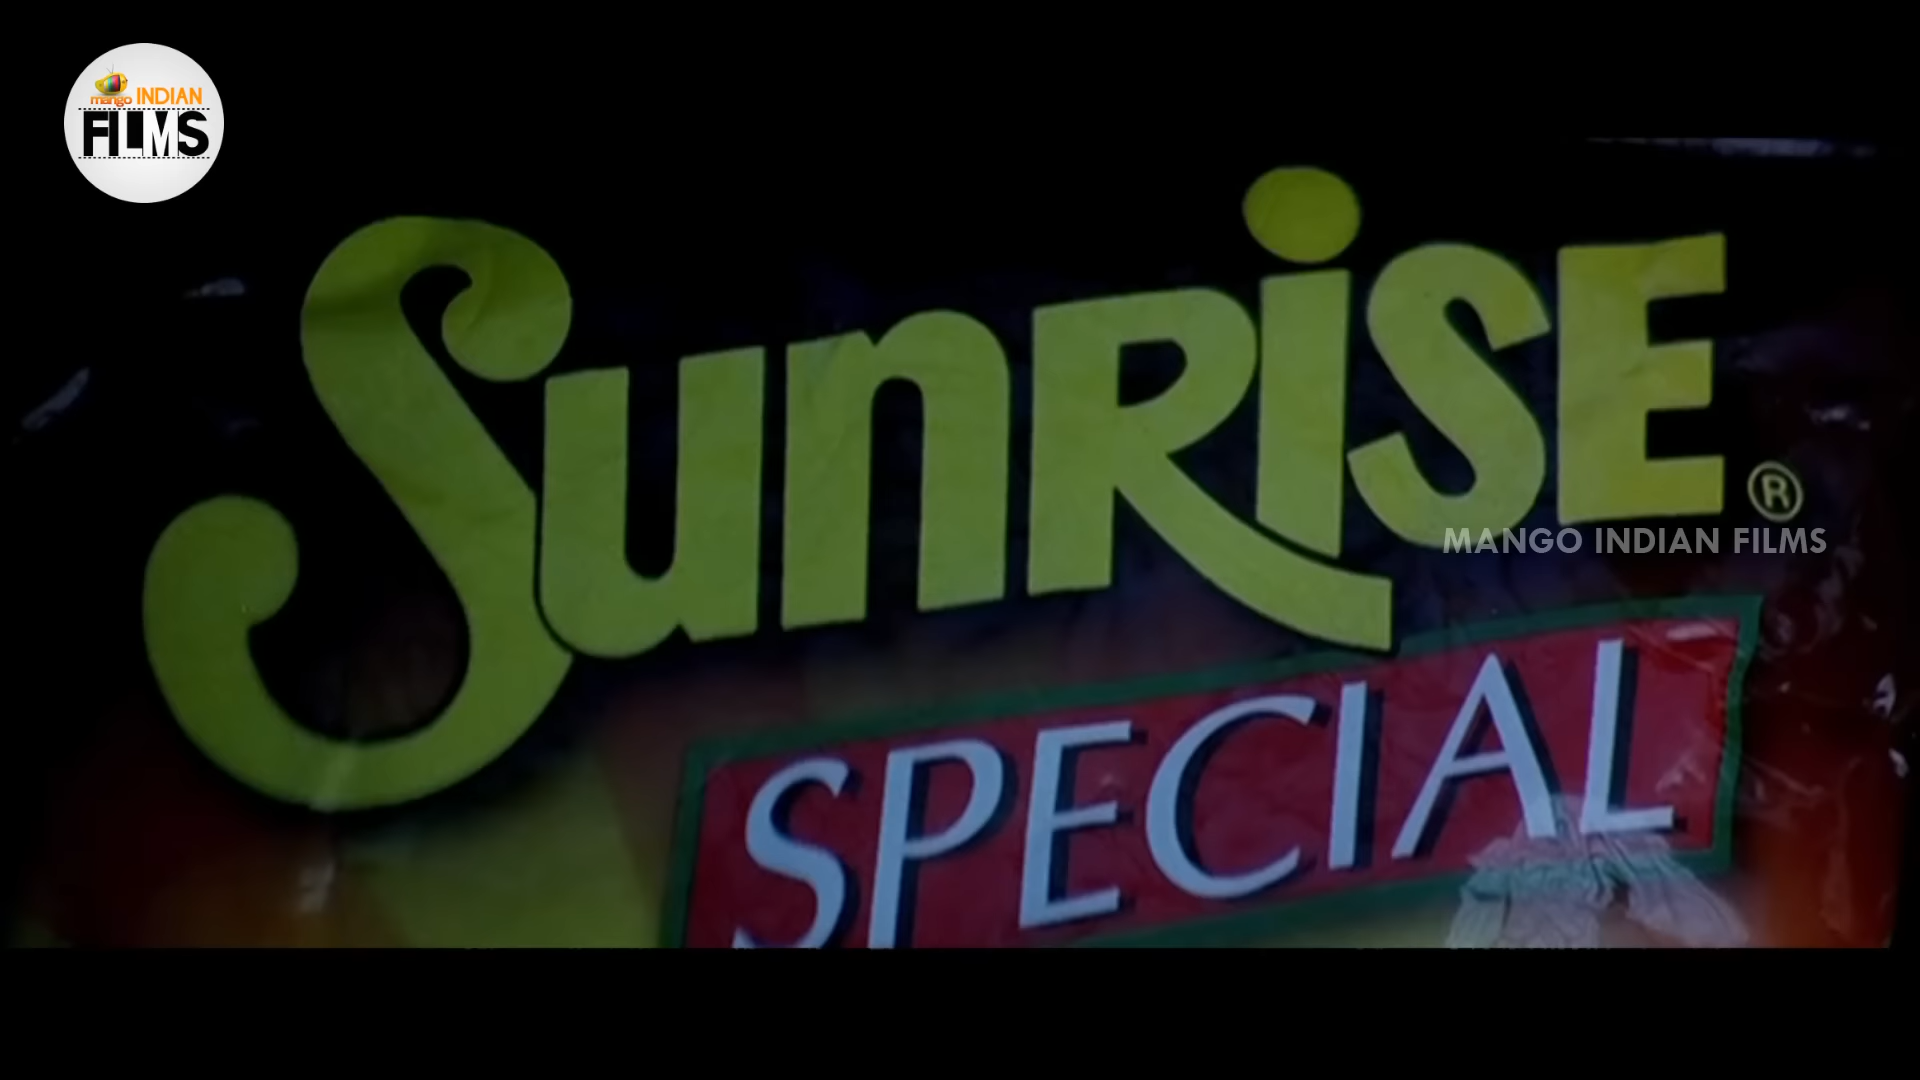 mango INDIAN
FILMS
SUNRiSE ®
MANGO INDIAN FILMS
SPECIAL